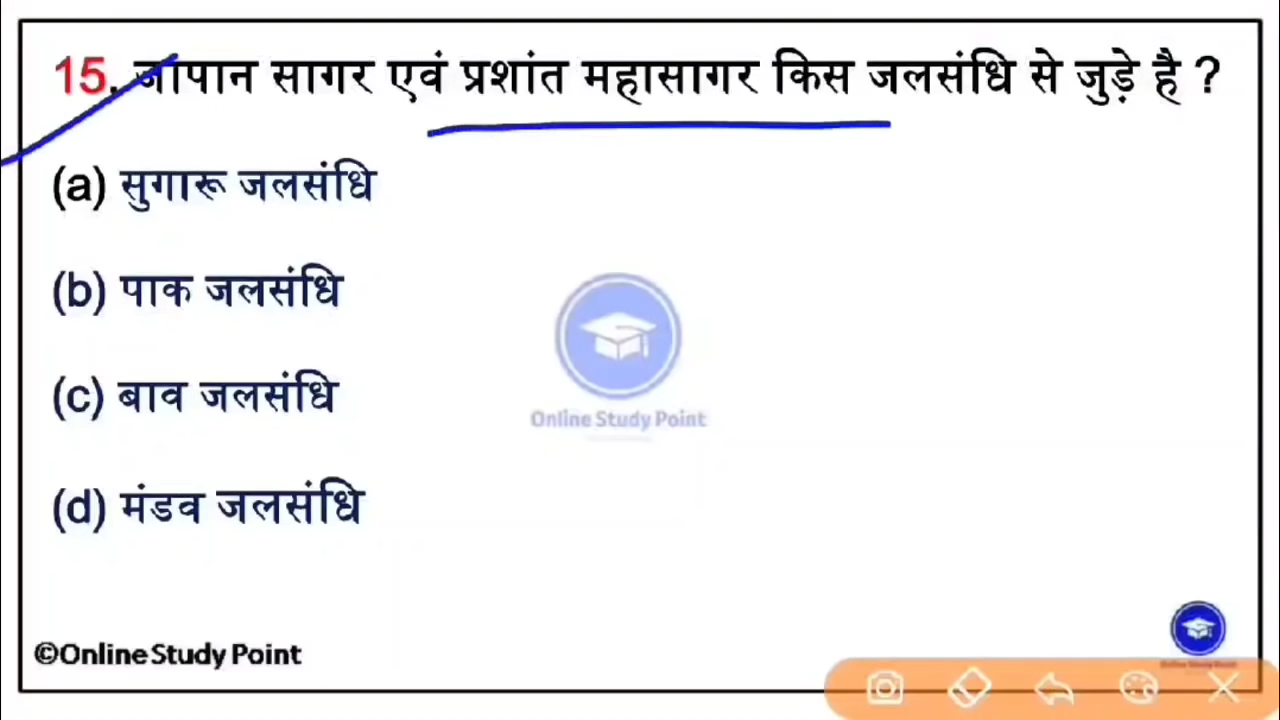 15. जापान सागर एवं प्रशांत महासागर किस जलसंधि से जुड़े है ?
(a) सुगारू जलसंधि
(b) पाक जलसंधि
(c) बाव जलसंधि
(d) मंडव जलसंधि
Online Study Point
©Online Study Point